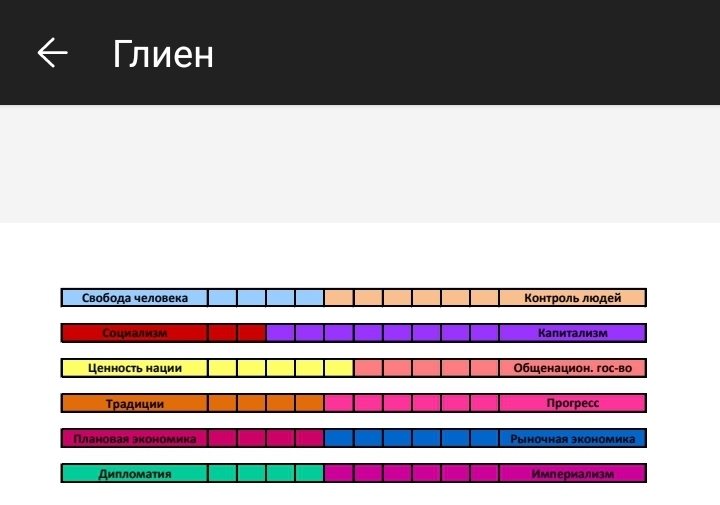 Глиен
Свобода человека Контроль людей
Социализм Капитализм
Ценность нации Общенацион. гос-во
Традиции Прогресс
Плановая экономика Рыночная экономика
Дипломатия Империализм